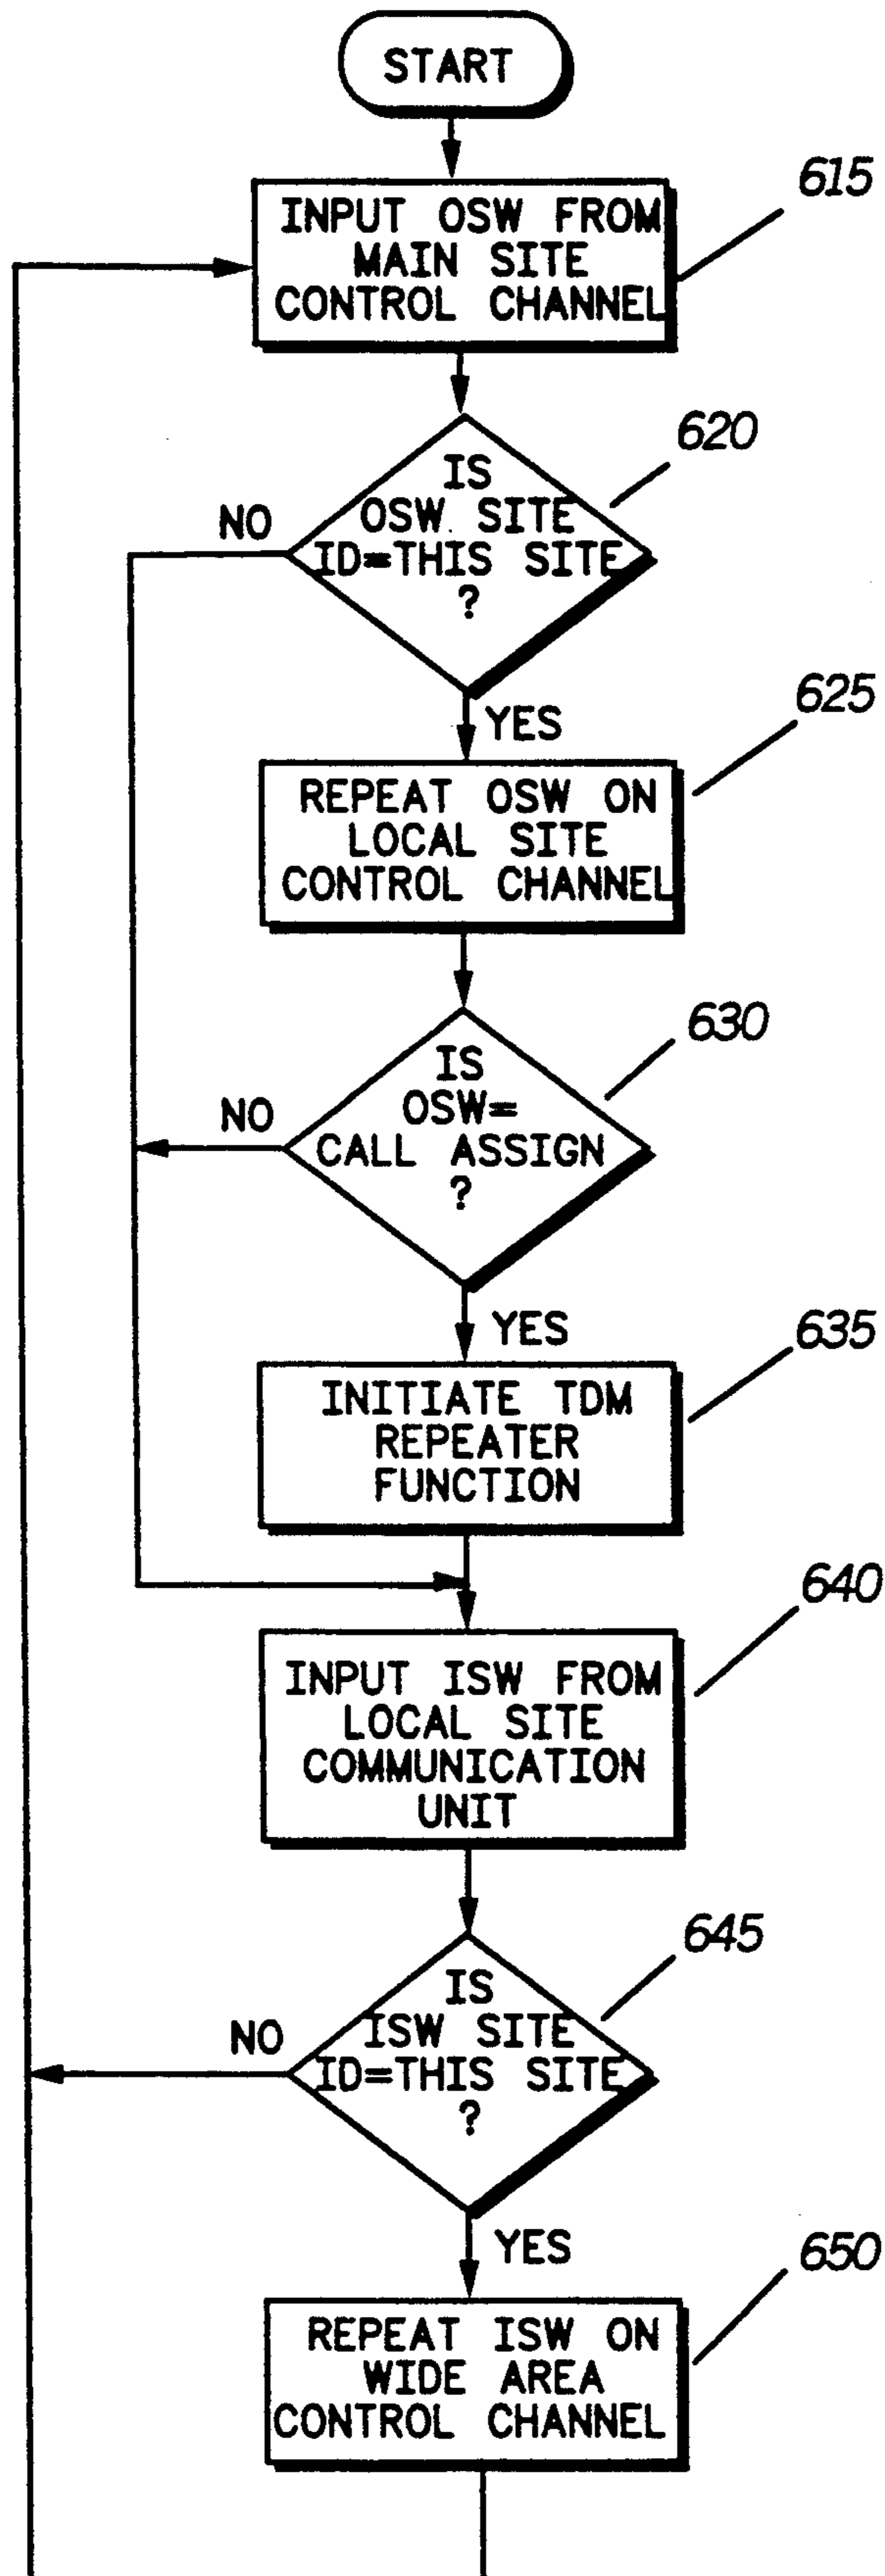 START
615
INPUT OSW FROM
MAIN SITE
CONTROL CHANNEL
620
IS
OSW SITE
ID=THIS SITE
?
NO
YES
625
REPEAT OSW ON
LOCAL SITE
CONTROL CHANNEL
630
IS
OSW=
CALL ASSIGN
?
NO
YES
635
INITIATE TDM
REPEATER
FUNCTION
640
INPUT ISW FROM
LOCAL SITE
COMMUNICATION
UNIT
645
IS
ISW SITE
ID=THIS SITE
?
NO
YES
650
REPEAT ISW ON
WIDE AREA
CONTROL CHANNEL